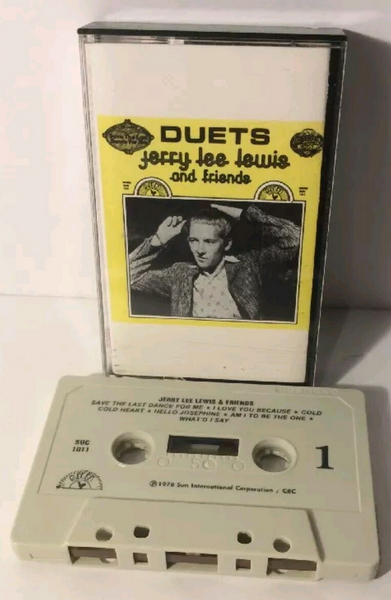 DUETS
jerry lee lewis
and friends
JERRY LEE LEWIS & FRIENDS
SAVE THE LAST DANCE FOR ME • I LOVE YOU BECAUSE • COLD
COLD HEART • HELLO JOSEPHINE • AM I TO BE THE ONE •
WHAT'D I SAY
SUC
1011
1
50
℗1978 Sun International Corporation; GRC